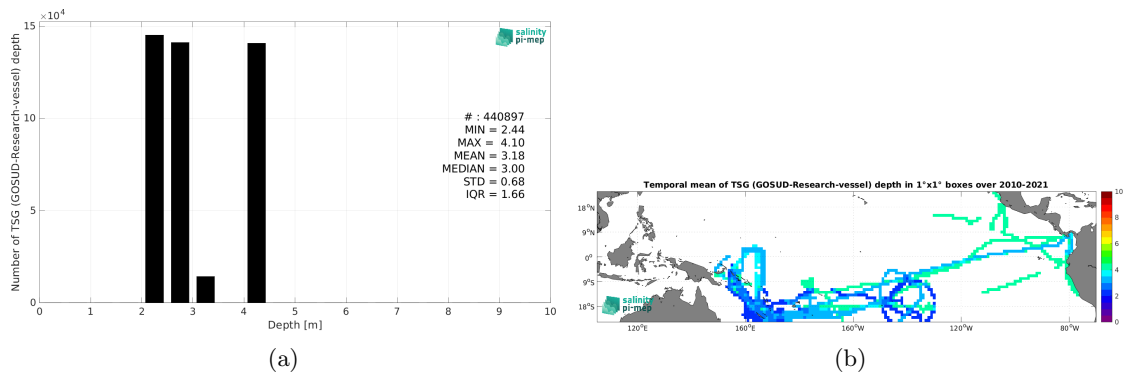 ×10⁴
15
10
5
0
Number of TSG (GOSUD-Research-vessel) depth
salinity
pi-mep
# : 440897
MIN = 2.44
MAX = 4.10
MEAN = 3.18
MEDIAN = 3.00
STD = 0.68
IQR = 1.66
0 1 2 3 4 5 6 7 8 9 10
Depth [m]
(a)
Temporal mean of TSG (GOSUD-Research-vessel) depth in 1°x1° boxes over 2010-2021
18°N
9°N
0°
9°S
18°S
salinity
pi-mep
120°E 160°E 160°W 120°W 80°W
10
8
6
4
2
0
(b)